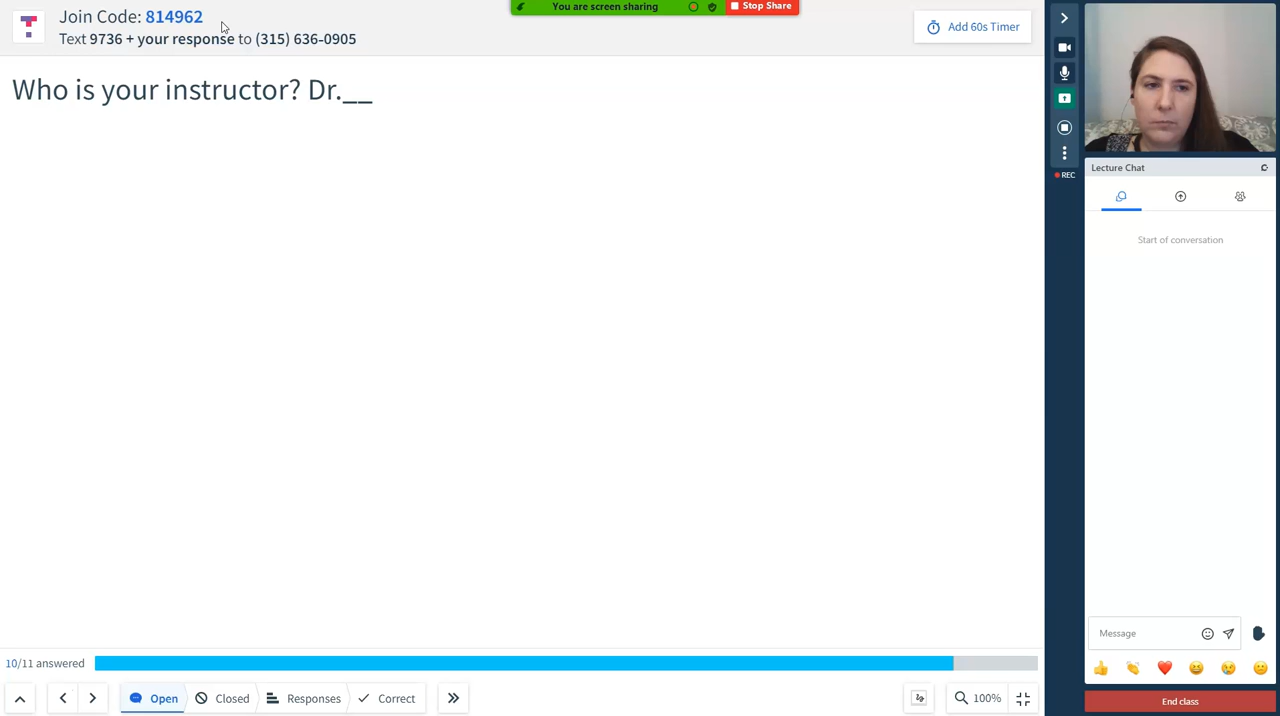 Join Code: 814962
Text 9736 + your response to (315) 636-0905
You are screen sharing
Stop Share
Add 60s Timer
Who is your instructor? Dr.__
REC
Lecture Chat
Start of conversation
Message
10/11 answered
Open
Closed
Responses
Correct
100%
End class